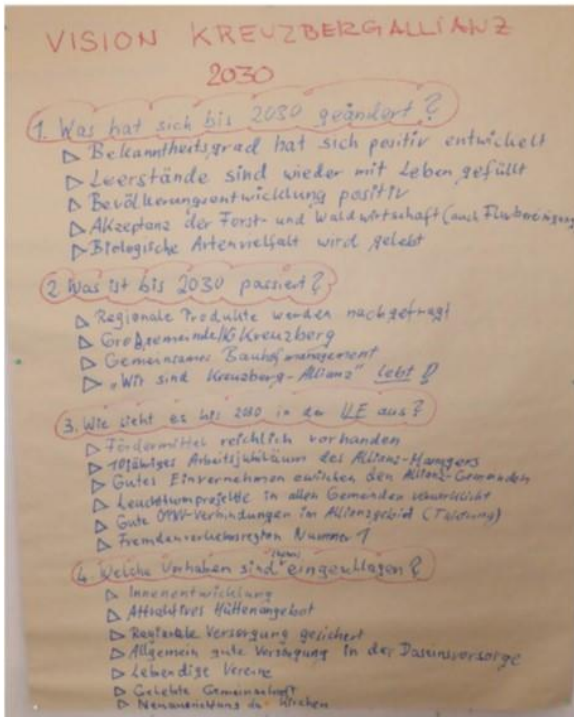 VISION KREUZBERGALLIANZ
2030
1. Was hat sich bis 2030 geändert?
▷ Bekanntheitsgrad hat sich positiv entwickelt
▷ Leerstände sind wieder mit Leben gefüllt
▷ Bevölkerungsentwicklung positiv
▷ Akzeptanz der Forst- und Waldwirtschaft (auch Flurbereinigung
▷ Biologische Artenvielfalt wird gelebt
2. Was ist bis 2030 passiert?
▷ Regionale Produkte werden nachgefragt
▷ Großgemeinde/VG Kreuzberg
▷ Gemeinsames Bauhofmanagement
▷ "Wir sind Kreuzberg-Allianz" lebt!
3. Wie sieht es bis 2030 in der ILE aus?
▷ Fördermittel reichlich vorhanden
▷ 10jähriges Arbeitsjubiläum des Allianz-Managers
▷ Gutes Einvernehmen zwischen den Allianz-Gemeinden
▷ Leuchtturmprojekte in allen Gemeinden verwirklicht
▷ Gute ÖPNV-Verbindungen im Allianzgebiet
▷ Fremdenverkehrsregion Nummer 1
4. Welche Vorhaben sind eingeschlagen?
▷ Innenentwicklung
▷ Attraktives Hüttenangebot
▷ Regionale Versorgung gesichert
▷ Allgemein gute Versorgung in der Daseinsvorsorge
▷ Lebendige Vereine
▷ Gelebte Gemeinschaft
▷ Neuausrichtung der Kirchen